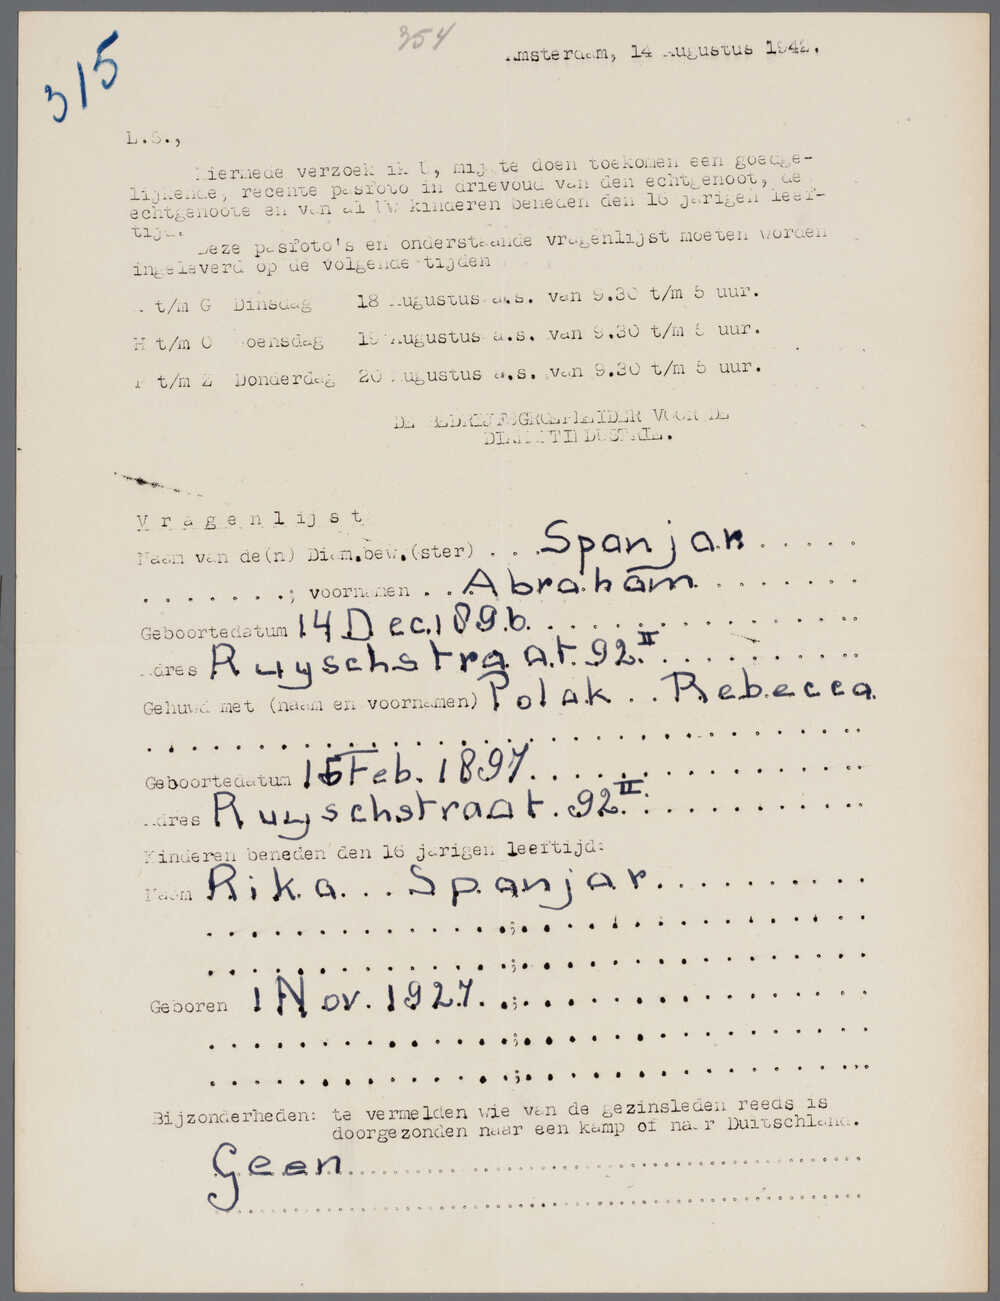 354
315
Amsterdam, 14 Augustus 1942.
L.S.,
Hiermede verzoek ik U, mij te doen toekomen een goedge-
lijkende, recente pasfoto in drievoud van den echtgenoot, de
echtgenoote en van al Uw kinderen beneden den 16 jarigen leef-
tijd.
Deze pasfoto's en onderstaande vragenlijst moeten worden
ingeleverd op de volgende tijden
A t/m G Dinsdag 18 Augustus a.s. van 9.30 t/m 5 uur.
H t/m O Woensdag 19 Augustus a.s. van 9.30 t/m 5 uur.
P t/m Z Donderdag 20 Augustus a.s. van 9.30 t/m 5 uur.
DE BEDRIJFSGROEPLEIDER VOOR DE
DIAMANTINDUSTRIE.
Vragenlijst
Naam van de(n) Diam.bew.(ster) . . Spanjar . . . . .
. . . . . . .; voornamen . . Abraham . . . . . . .
Geboortedatum 14 Dec. 1896. . . . . . . . . . . . . .
Adres Ruyschstraat. 92.II . . . . . . . . .
Gehuwd met (naam en voornamen) Polak . . Rebecca.
. . . . . . . . . . . . . . . . . . . . . . . . . . . . . .
Geboortedatum 15 Feb. 1897. . . . . . . . . . . . . .
Adres Ruyschstraat. 92.II. . . . . . . . . .
Kinderen beneden den 16 jarigen leeftijd:
Naam Rika . . . Spanjar. . . . . . . . . .
. . . . . . . . . . . . . .; . . . . . . . . . . . . . . .
. . . . . . . . . . . . . .; . . . . . . . . . . . . . . .
Geboren 1 Nov. 1927. .; . . . . . . . . . . . . . . .
. . . . . . . . . . . . . .; . . . . . . . . . . . . . . .
. . . . . . . . . . . . . .; . . . . . . . . . . . . . . .
Bijzonderheden: te vermelden wie van de gezinsleden reeds is
doorgezonden naar een kamp of naar Duitschland.
Geen..............................................
..................................................